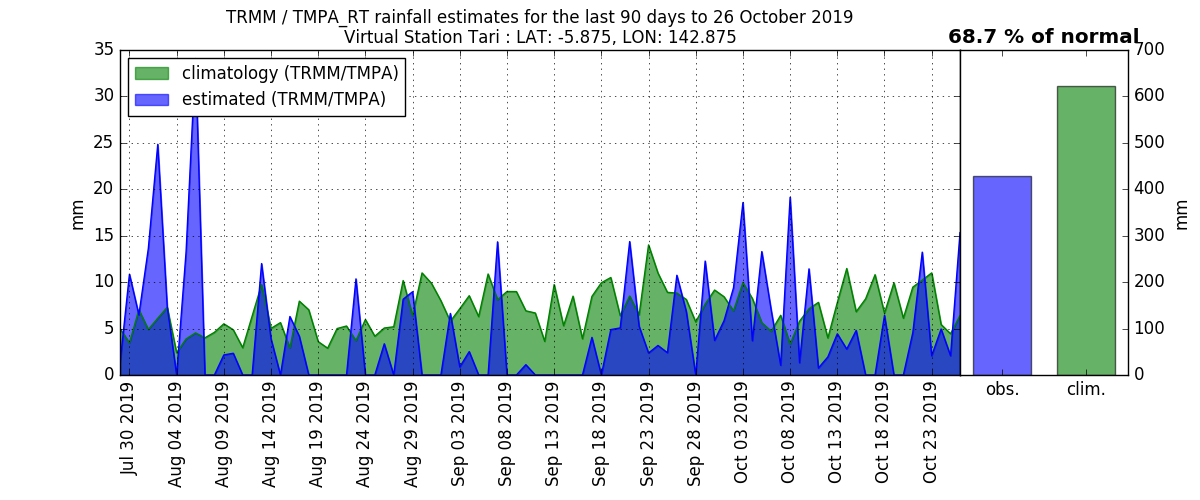 TRMM / TMPA_RT rainfall estimates for the last 90 days to 26 October 2019
Virtual Station Tari : LAT: -5.875, LON: 142.875
68.7 % of normal
climatology (TRMM/TMPA)
estimated (TRMM/TMPA)
35
30
25
20
15
10
5
0
mm
Jul 30 2019
Aug 04 2019
Aug 09 2019
Aug 14 2019
Aug 19 2019
Aug 24 2019
Aug 29 2019
Sep 03 2019
Sep 08 2019
Sep 13 2019
Sep 18 2019
Sep 23 2019
Sep 28 2019
Oct 03 2019
Oct 08 2019
Oct 13 2019
Oct 18 2019
Oct 23 2019
700
600
500
400
300
200
100
0
mm
obs.
clim.